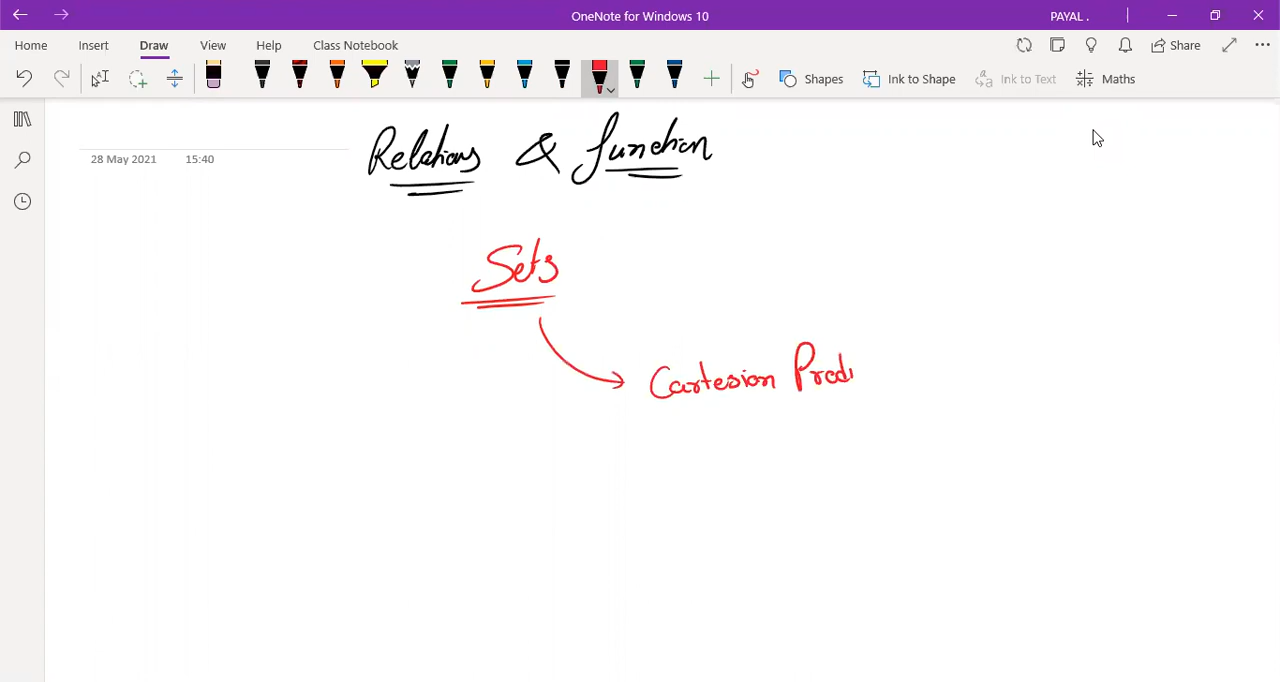 OneNote for Windows 10
PAYAL .
Home Insert Draw View Help Class Notebook Share
Shapes Ink to Shape Ink to Text Maths
28 May 2021 15:40
Relations & function
Sets
Cartesion Prod